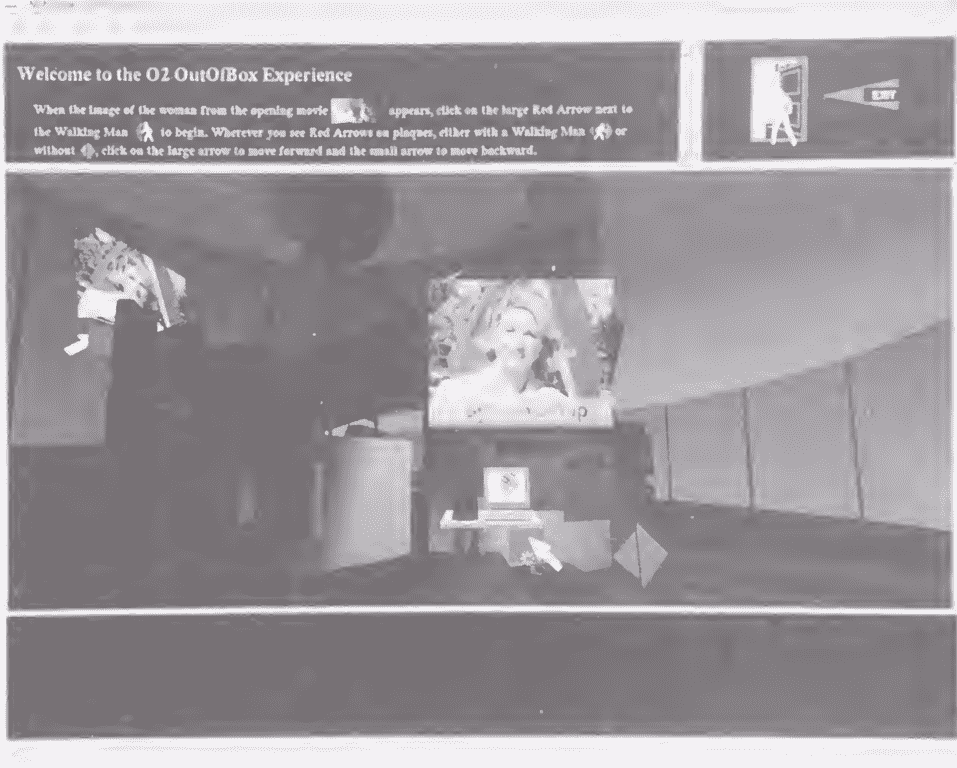 Welcome to the O2 OutOfBox Experience
When the image of the woman from the opening movie appears, click on the large Red Arrow next to
the Walking Man to begin. Wherever you see Red Arrows on plaques, either with a Walking Man or
without , click on the large arrow to move forward and the small arrow to move backward.
EXIT